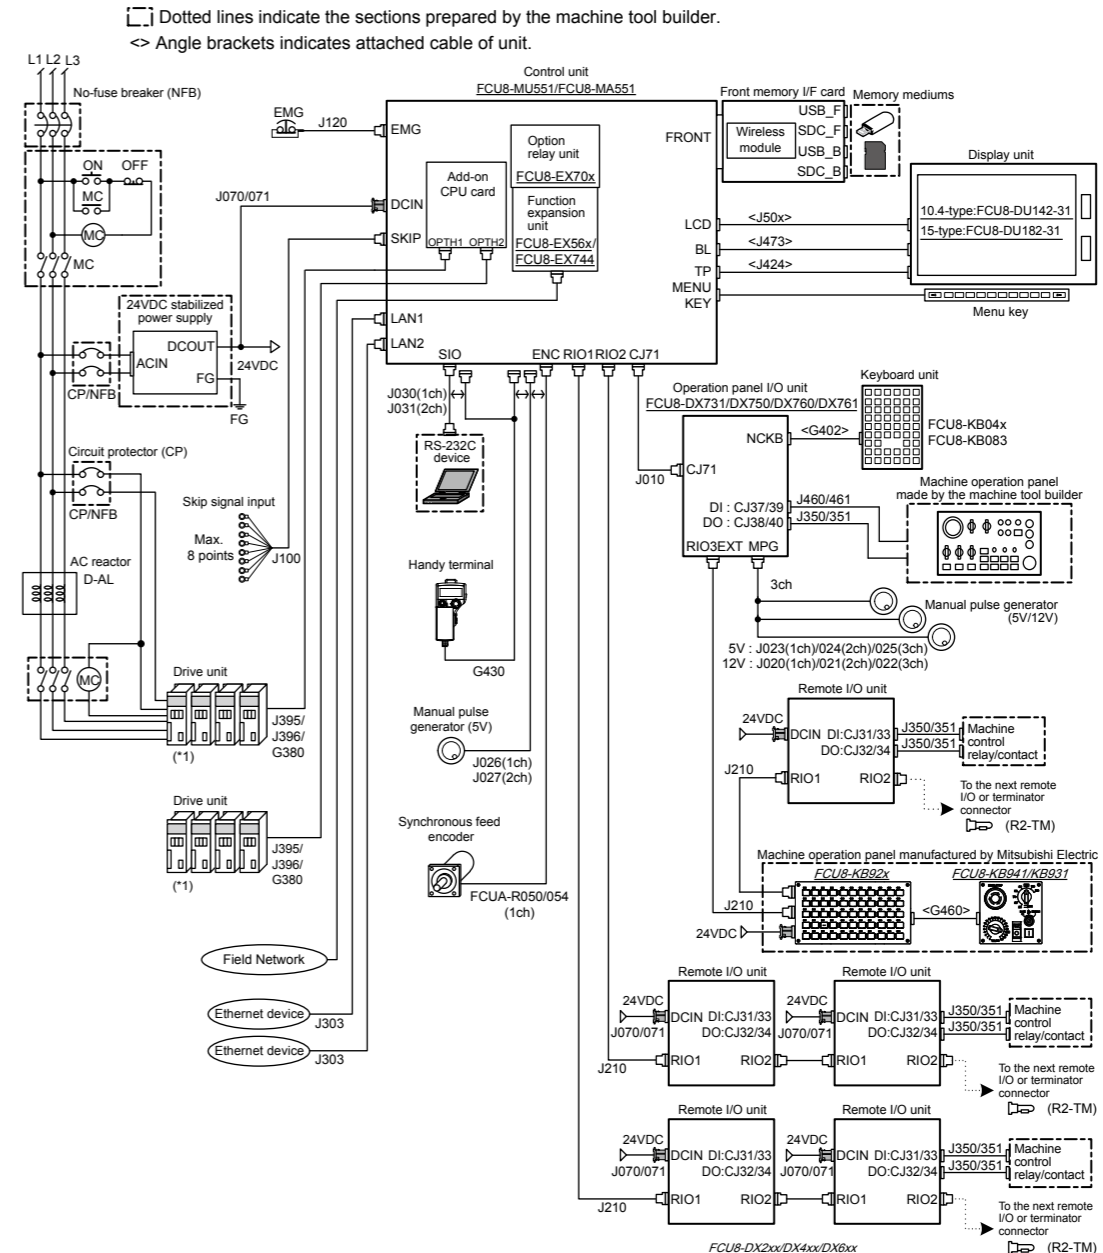 Dotted lines indicate the sections prepared by the machine tool builder.
<> Angle brackets indicates attached cable of unit.
L1 L2 L3
No-fuse breaker (NFB)
ON OFF
MC
MC
MC
24VDC stabilized
power supply
DCOUT
ACIN
FG
24VDC
FG
CP/NFB
Circuit protector (CP)
CP/NFB
AC reactor
D-AL
MC
Drive unit
(*1)
J395/
J396/
G380
Drive unit
(*1)
J395/
J396/
G380
Field Network
Ethernet device
J303
Ethernet device
J303
EMG
J120
J070/071
Skip signal input
Max.
8 points
J100
Control unit
FCU8-MU551/FCU8-MA551
EMG
DCIN
SKIP
LAN1
LAN2
Add-on
CPU card
OPTH1 OPTH2
Option
relay unit
FCU8-EX70x
Function
expansion
unit
FCU8-EX56x/
FCU8-EX744
FRONT
LCD
BL
TP
MENU
KEY
SIO
ENC RIO1 RIO2 CJ71
J030(1ch)
J031(2ch)
RS-232C
device
Handy terminal
G430
Manual pulse
generator (5V)
J026(1ch)
J027(2ch)
Synchronous feed
encoder
FCUA-R050/054
(1ch)
Front memory I/F card
Wireless
module
USB_F
SDC_F
USB_B
SDC_B
Memory mediums
Display unit
10.4-type:FCU8-DU142-31
15-type:FCU8-DU182-31
<J50x>
<J473>
<J424>
Menu key
Operation panel I/O unit
FCU8-DX731/DX750/DX760/DX761
NCKB
CJ71
J010
DI : CJ37/39
DO : CJ38/40
RIO3EXT MPG
<G402>
Keyboard unit
FCU8-KB04x
FCU8-KB083
J460/461
J350/351
Machine operation panel
made by the machine tool builder
3ch
Manual pulse generator
(5V/12V)
5V : J023(1ch)/024(2ch)/025(3ch)
12V : J020(1ch)/021(2ch)/022(3ch)
Remote I/O unit
24VDC
DCIN DI:CJ31/33
DO:CJ32/34
J210
RIO1 RIO2
J350/351
J350/351
Machine
control
relay/contact
To the next remote
I/O or terminator
connector
(R2-TM)
Machine operation panel manufactured by Mitsubishi Electric
FCU8-KB92x
FCU8-KB941/KB931
J210
24VDC
<G460>
Remote I/O unit
24VDC
J070/071
DCIN DI:CJ31/33
DO:CJ32/34
RIO1 RIO2
J210
Remote I/O unit
24VDC
J070/071
DCIN DI:CJ31/33
DO:CJ32/34
RIO1 RIO2
J350/351
J350/351
Machine
control
relay/contact
To the next remote
I/O or terminator
connector
(R2-TM)
Remote I/O unit
24VDC
J070/071
DCIN DI:CJ31/33
DO:CJ32/34
RIO1 RIO2
J210
Remote I/O unit
24VDC
J070/071
DCIN DI:CJ31/33
DO:CJ32/34
RIO1 RIO2
J350/351
J350/351
Machine
control
relay/contact
To the next remote
I/O or terminator
connector
(R2-TM)
FCU8-DX2xx/DX4xx/DX6xx